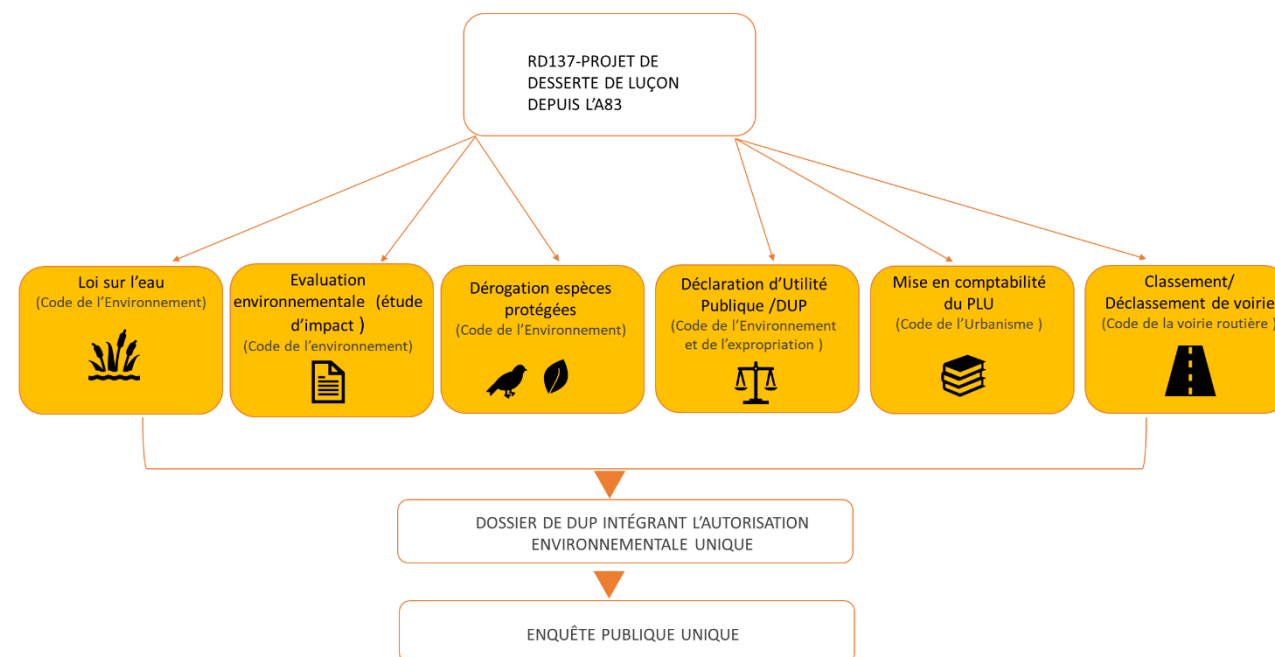 RD137-PROJET DE
DESSERTE DE LUÇON
DEPUIS L'A83
Loi sur l'eau
(Code de l'Environnement)
Evaluation
environnementale (étude
d'impact )
(Code de l'environnement)
Dérogation espèces
protégées
(Code de l'Environnement)
Déclaration d'Utilité
Publique /DUP
(Code de l'Environnement
et de l'expropriation )
Mise en comptabilité
du PLU
(Code de l'Urbanisme )
Classement/
Déclassement de voirie
(Code de la voirie routière )
DOSSIER DE DUP INTÉGRANT L'AUTORISATION
ENVIRONNEMENTALE UNIQUE
ENQUÊTE PUBLIQUE UNIQUE